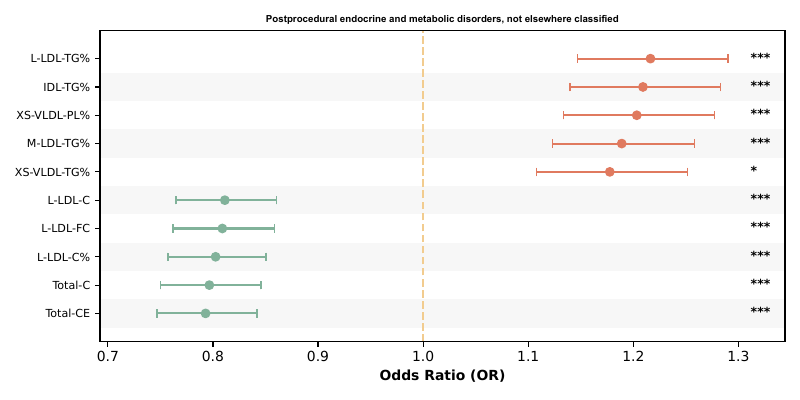 Postprocedural endocrine and metabolic disorders, not elsewhere classified
L-LDL-TG% ***
IDL-TG% ***
XS-VLDL-PL% ***
M-LDL-TG% ***
XS-VLDL-TG% *
L-LDL-C ***
L-LDL-FC ***
L-LDL-C% ***
Total-C ***
Total-CE ***
0.7 0.8 0.9 1.0 1.1 1.2 1.3
Odds Ratio (OR)